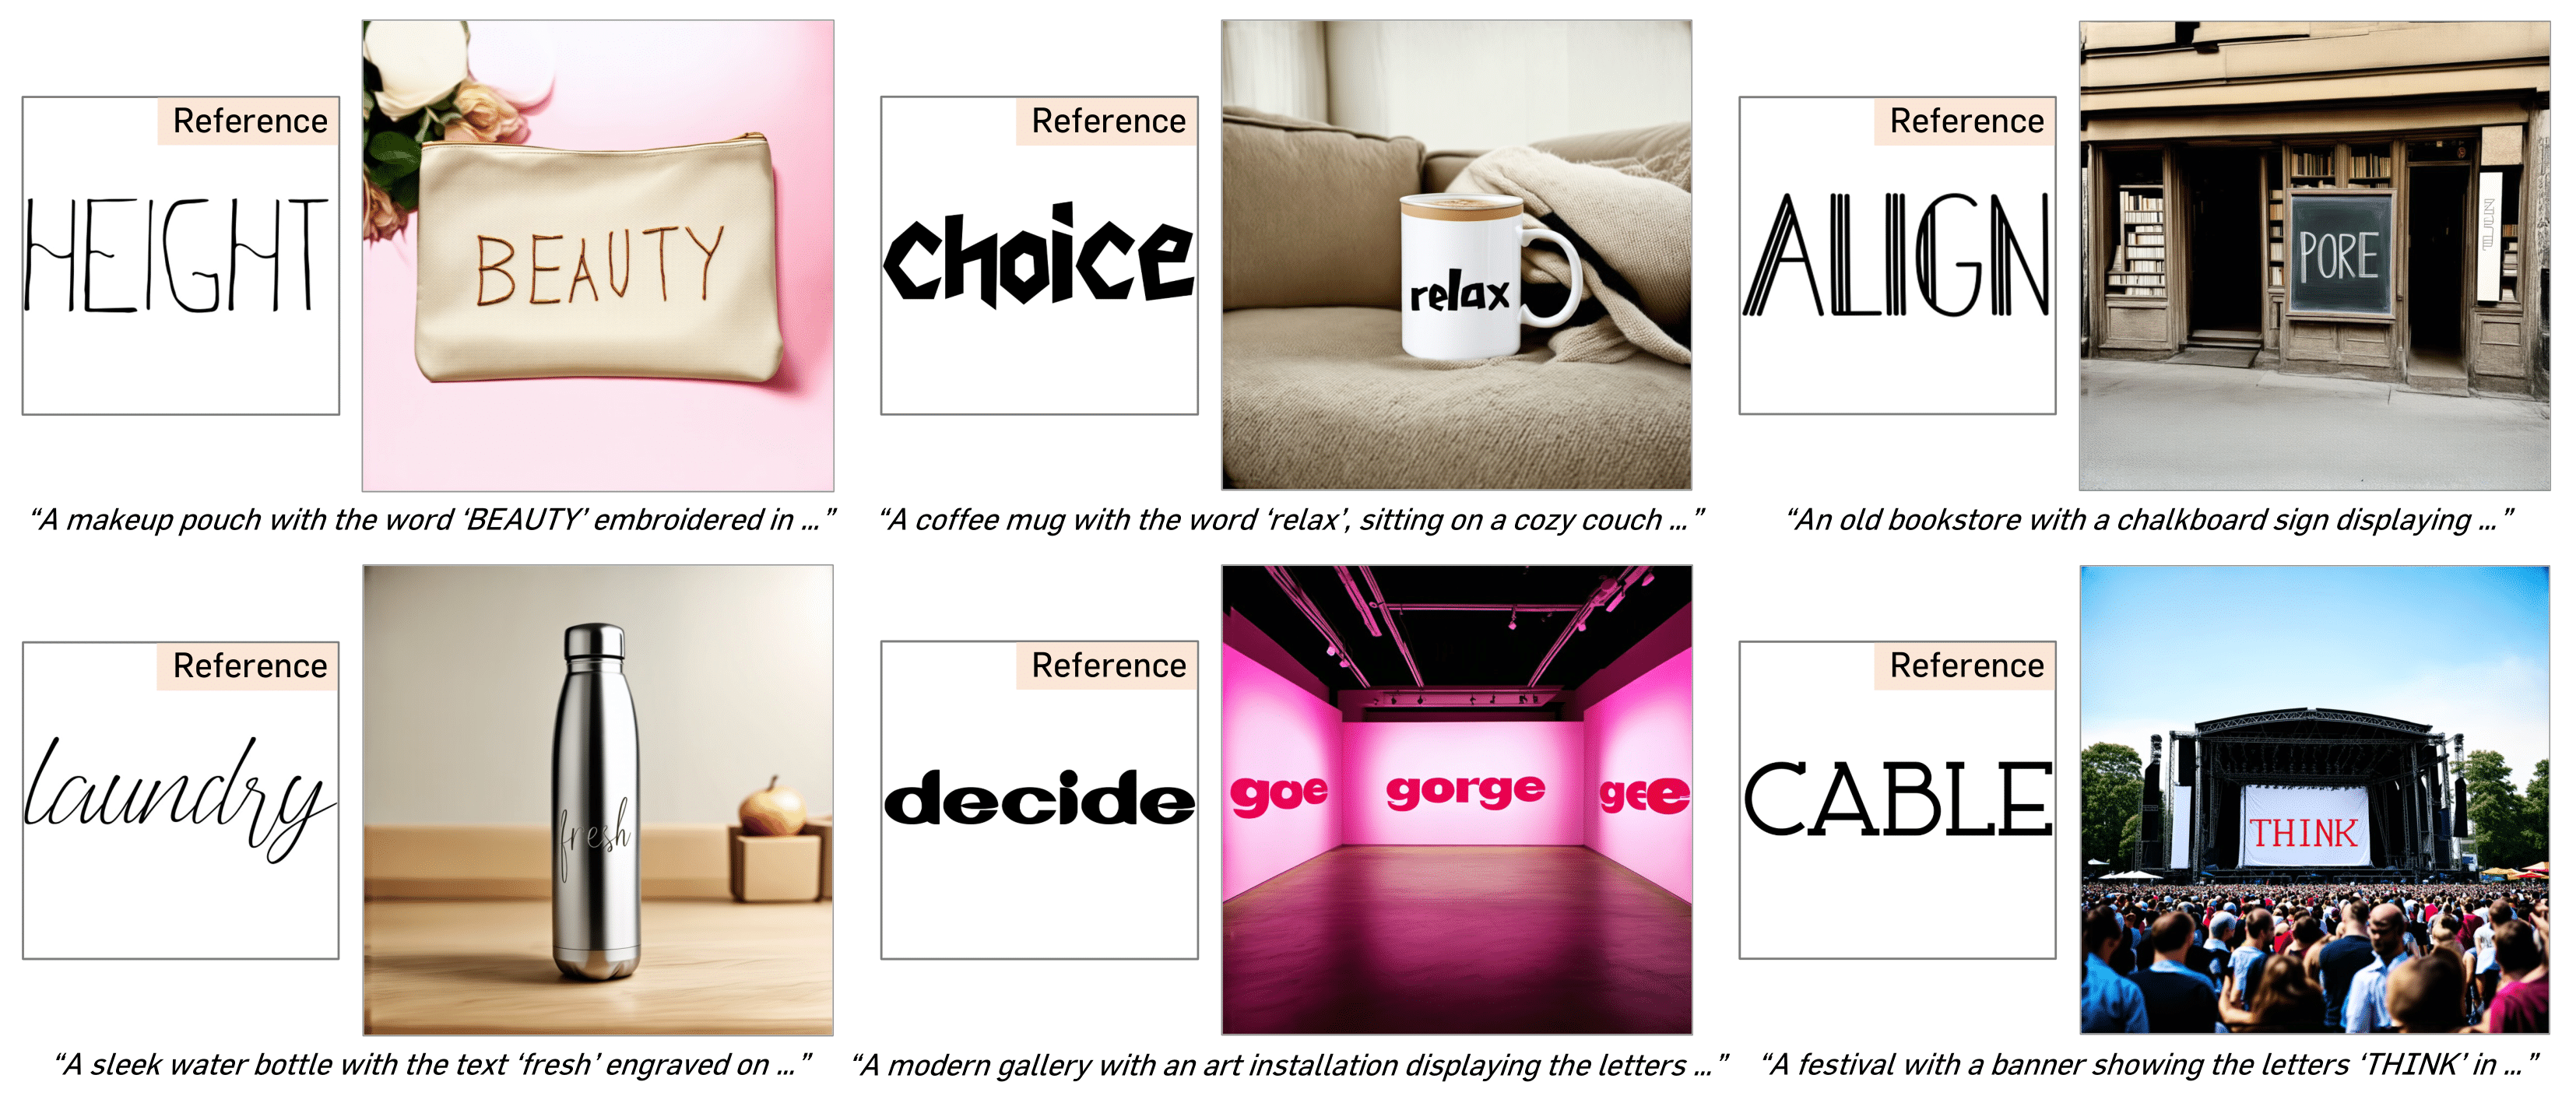 Reference
HEIGHT
BEAUTY
Reference
choice
relax
Reference
ALIGN
PORE
“A makeup pouch with the word ‘BEAUTY’ embroidered in ...”
“A coffee mug with the word ‘relax’, sitting on a cozy couch ...”
“An old bookstore with a chalkboard sign displaying ...”
Reference
laundry
fresh
Reference
decide
goe
gorge
gee
Reference
CABLE
THINK
“A sleek water bottle with the text ‘fresh’ engraved on ...”
“A modern gallery with an art installation displaying the letters ...”
“A festival with a banner showing the letters ‘THINK’ in ...”